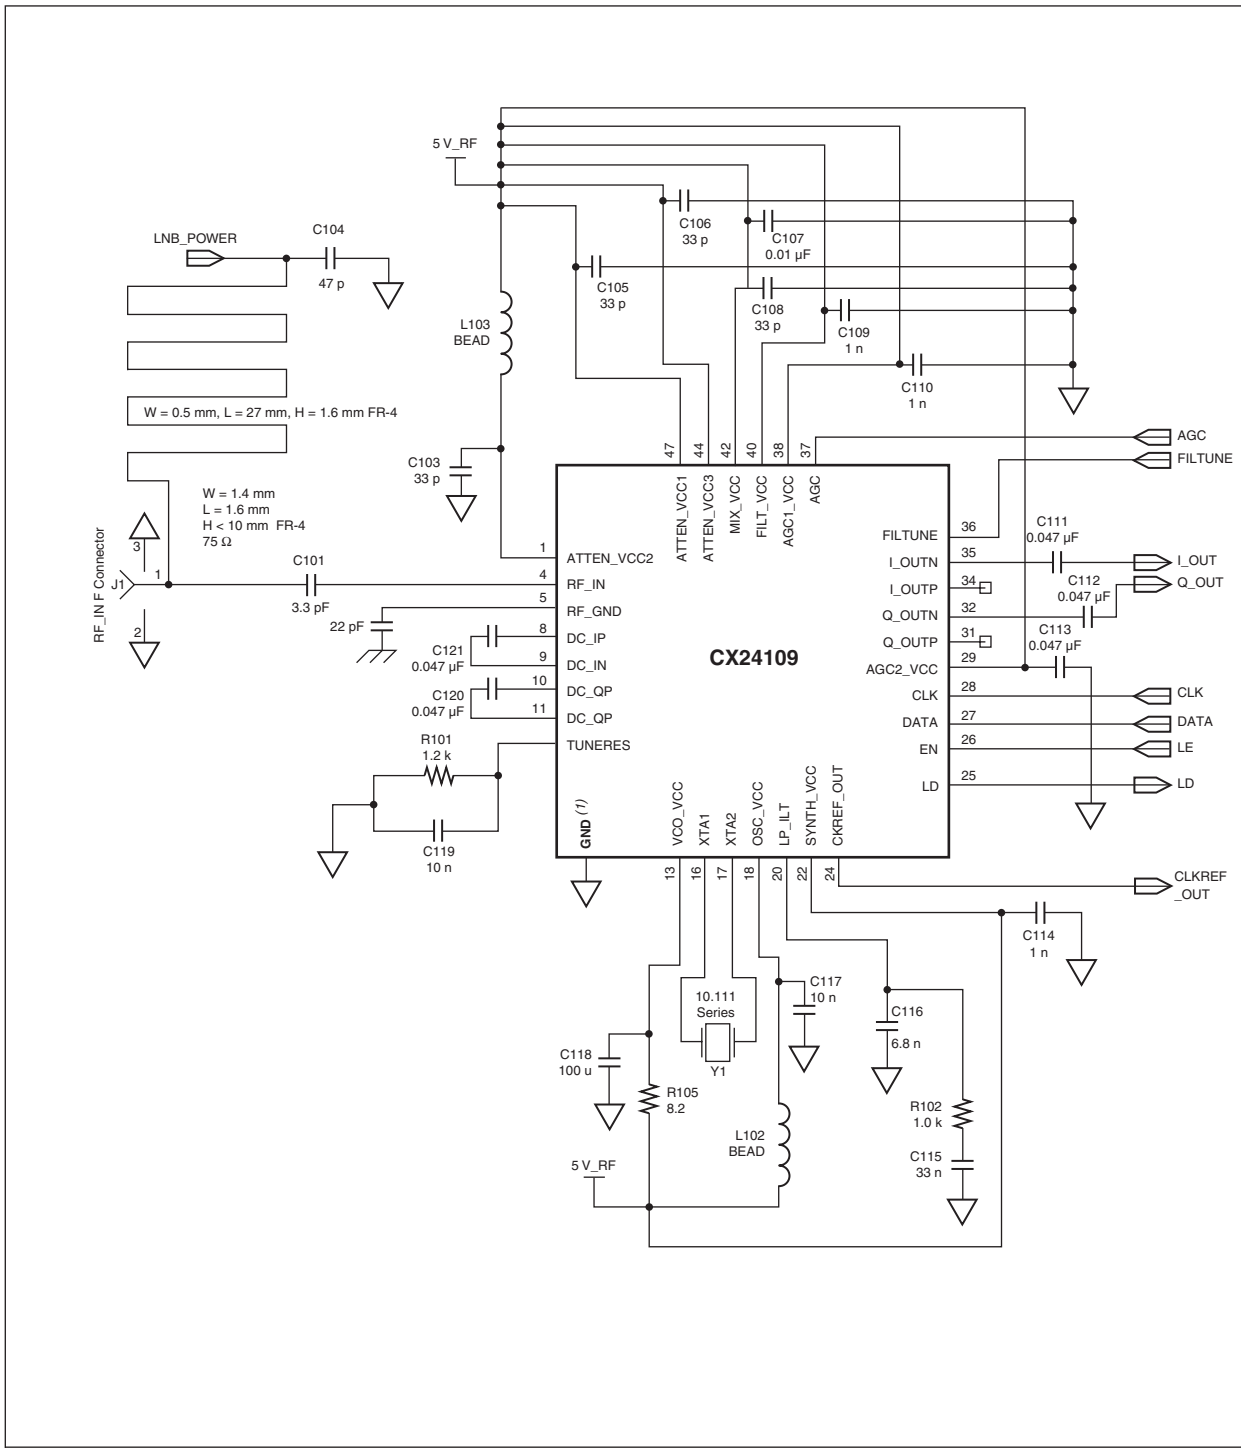 5 V_RF
C106
33 p
C107
0.01 µF
LNB_POWER
C104
47 p
C105
33 p
C108
33 p
C109
1 n
L103
BEAD
C110
1 n
W = 0.5 mm, L = 27 mm, H = 1.6 mm FR-4
C103
33 p
AGC
FILTUNE
W = 1.4 mm
L = 1.6 mm
H < 10 mm FR-4
75 Ω
47
44
42
40
38
37
ATTEN_VCC1
ATTEN_VCC3
MIX_VCC
FILT_VCC
AGC1_VCC
AGC
RF_IN F Connector
J1
3
1
2
C101
3.3 pF
22 pF
C121
0.047 µF
C120
0.047 µF
R101
1.2 k
C119
10 n
1
ATTEN_VCC2
4
RF_IN
5
RF_GND
8
DC_IP
9
DC_IN
10
DC_QP
11
DC_QP
TUNERES
CX24109
FILTUNE
36
I_OUTN
35
I_OUTP
34
Q_OUTN
32
Q_OUTP
31
AGC2_VCC
29
CLK
28
DATA
27
EN
26
LD
25
C111
0.047 µF
I_OUT
C112
0.047 µF
Q_OUT
C113
0.047 µF
CLK
DATA
LE
LD
GND (1)
VCO_VCC
XTA1
XTA2
OSC_VCC
LP_ILT
SYNTH_VCC
CKREF_OUT
13
16
17
18
20
22
24
CLKREF
_OUT
C114
1 n
10.111
Series
Y1
C117
10 n
C116
6.8 n
C118
100 u
R105
8.2
R102
1.0 k
L102
BEAD
C115
33 n
5 V_RF